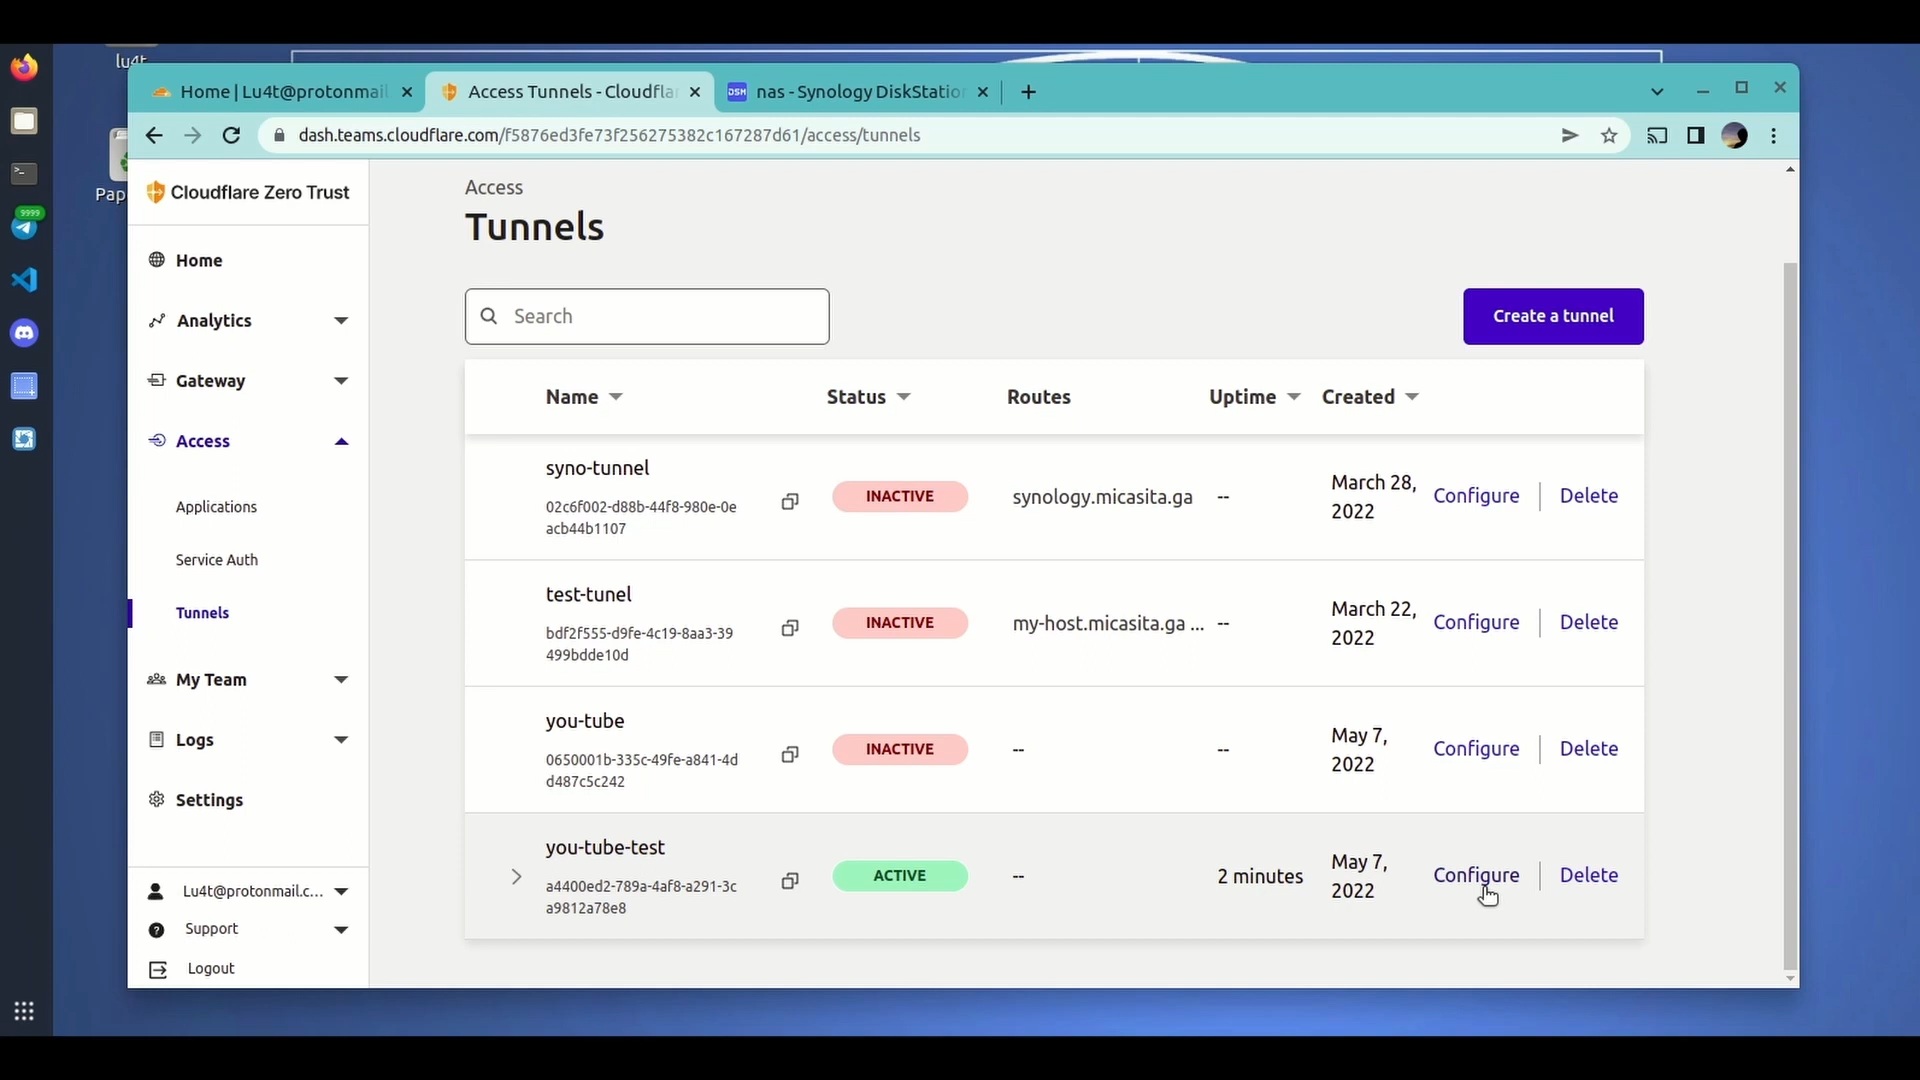 lu4t
Home | Lu4t@protonmail
Access Tunnels - Cloudfla
DSM
nas - Synology DiskStation
dash.teams.cloudflare.com/f5876ed3fe73f256275382c167287d61/access/tunnels
Pap
9999
Cloudflare Zero Trust
Home
Analytics
Gateway
Access
Applications
Service Auth
Tunnels
My Team
Logs
Settings
Lu4t@protonmail.c...
Support
Logout
Access
Tunnels
Search
Create a tunnel
Name Status Routes Uptime Created
syno-tunnel
02c6f002-d88b-44f8-980e-0e
acb44b1107
INACTIVE
synology.micasita.ga
--
March 28,
2022
Configure
Delete
test-tunel
bdf2f555-d9fe-4c19-8aa3-39
499bdde10d
INACTIVE
my-host.micasita.ga ...
--
March 22,
2022
Configure
Delete
you-tube
0650001b-335c-49fe-a841-4d
d487c5c242
INACTIVE
--
--
May 7,
2022
Configure
Delete
you-tube-test
a4400ed2-789a-4af8-a291-3c
a9812a78e8
ACTIVE
--
2 minutes
May 7,
2022
Configure
Delete